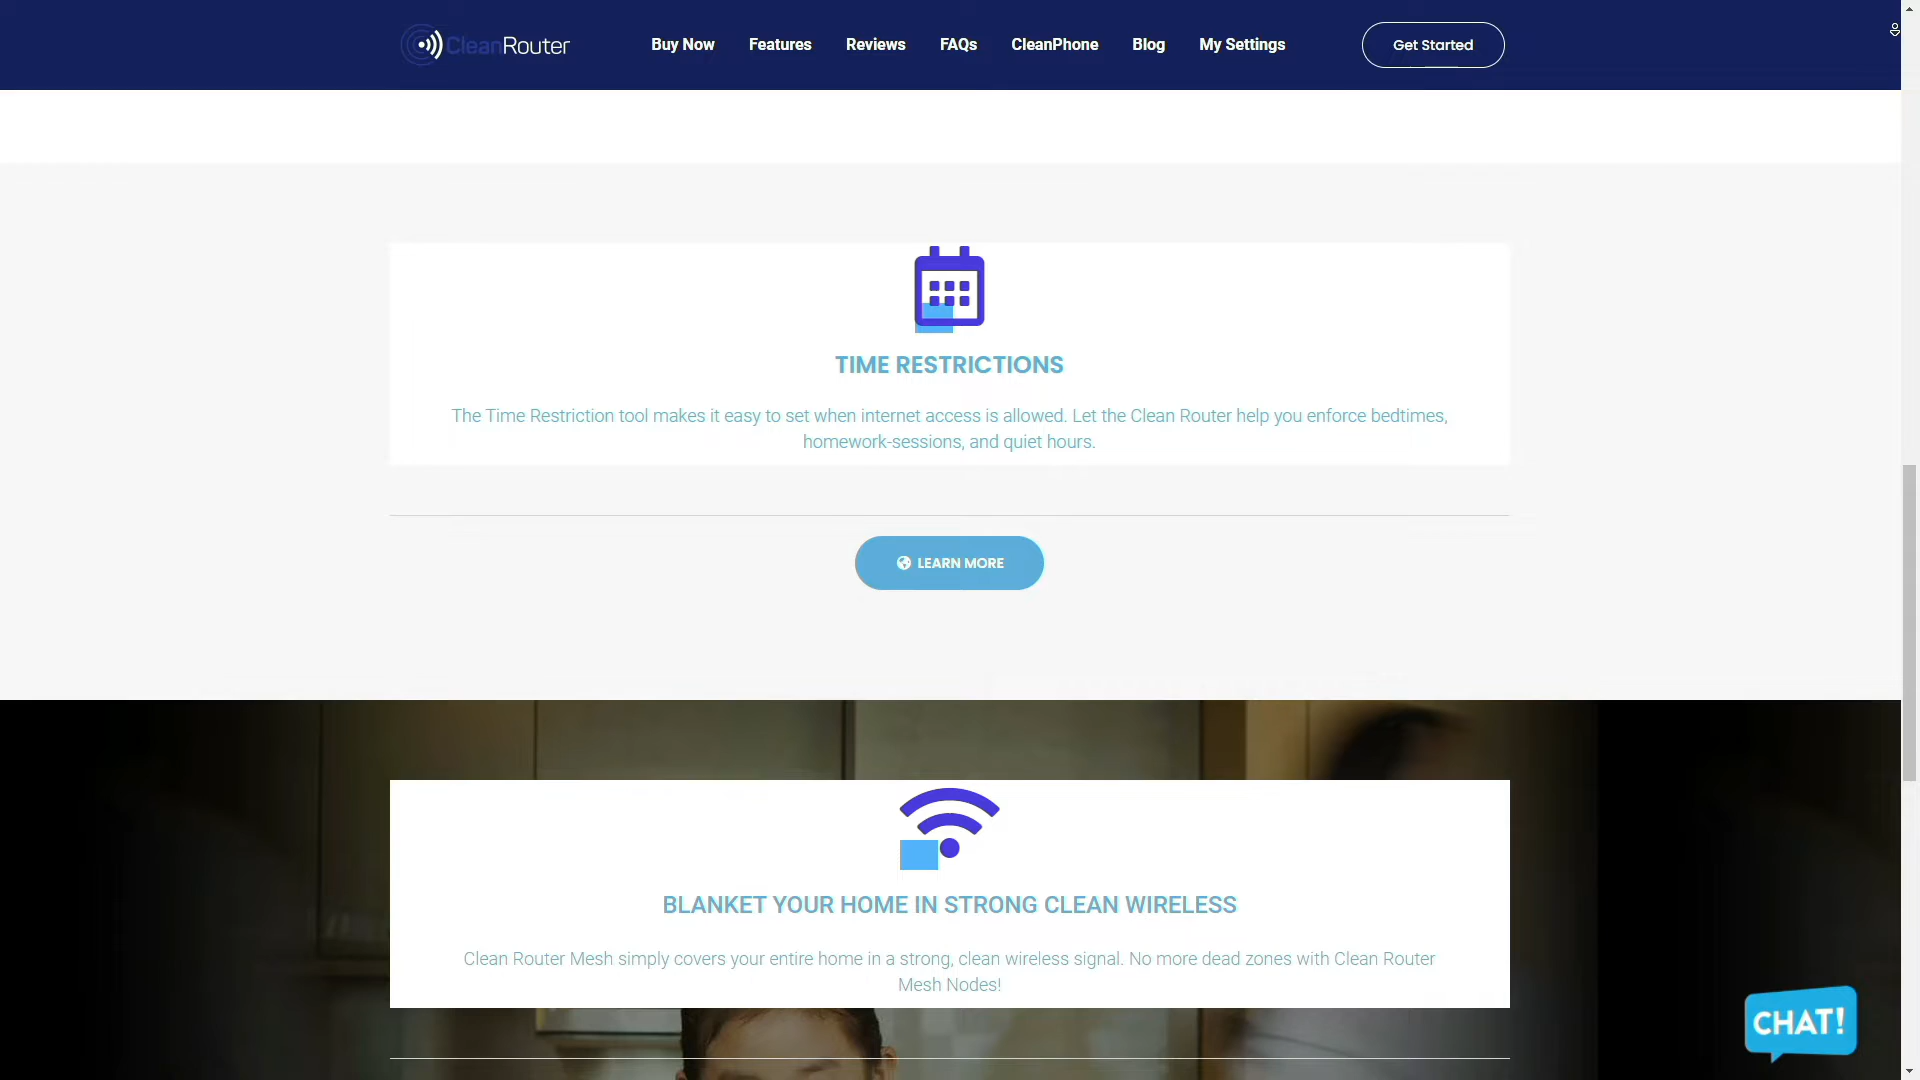 CleanRouter
Buy Now
Features
Reviews
FAQs
CleanPhone
Blog
My Settings
Get Started
TIME RESTRICTIONS
The Time Restriction tool makes it easy to set when internet access is allowed. Let the Clean Router help you enforce bedtimes,
homework-sessions, and quiet hours.
LEARN MORE
BLANKET YOUR HOME IN STRONG CLEAN WIRELESS
Clean Router Mesh simply covers your entire home in a strong, clean wireless signal. No more dead zones with Clean Router
Mesh Nodes!
CHAT!